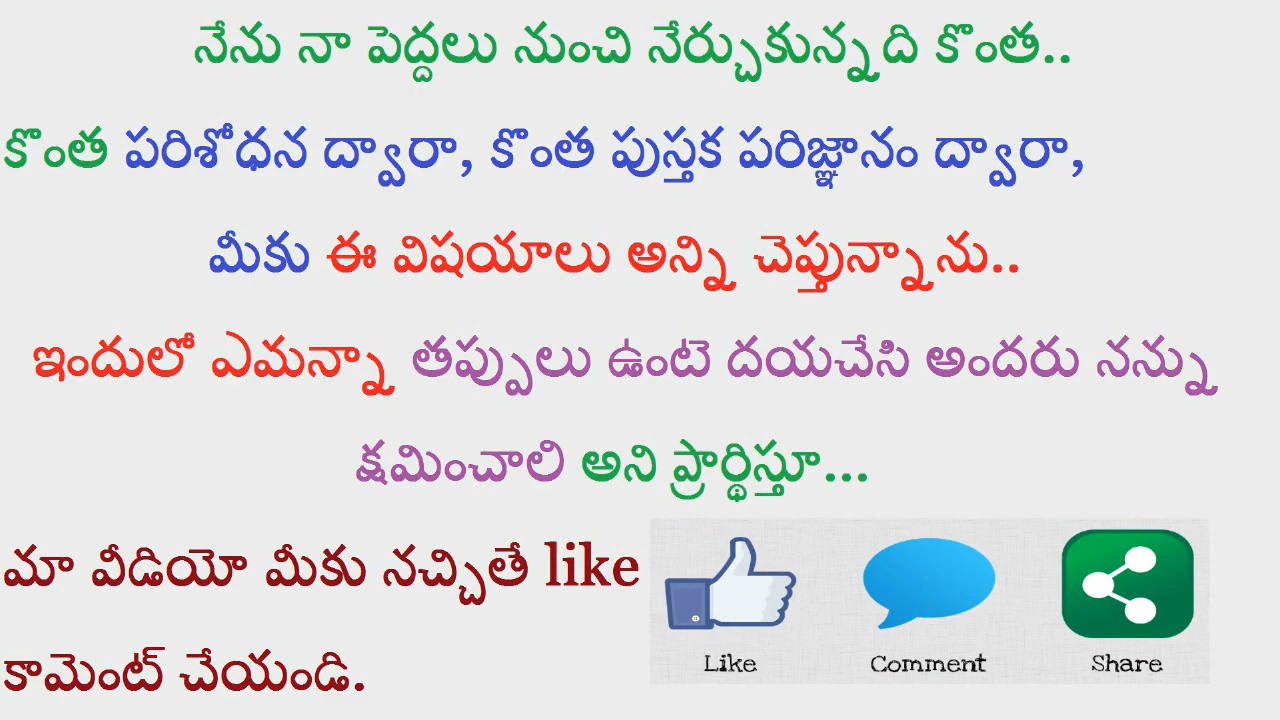 నేను నా పెద్దలు నుంచి నేర్చుకున్నది కొంత..
కొంత పరిశోధన ద్వారా, కొంత పుస్తక పరిజ్ఞానం ద్వారా,
మీకు ఈ విషయాలు అన్ని చెప్తున్నాను..
ఇందులో ఎమన్నా తప్పులు ఉంటె దయచేసి అందరు నన్ను
క్షమించాలి అని ప్రార్థిస్తూ...
మా వీడియో మీకు నచ్చితే like
కామెంట్ చేయండి.
Like Comment Share